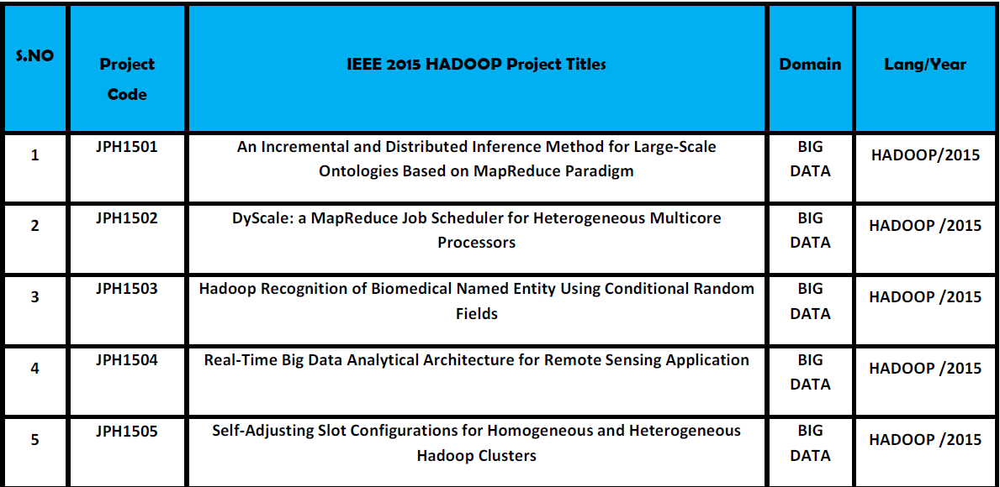 S.NO
Project
Code
IEEE 2015 HADOOP Project Titles
Domain
Lang/Year
1
JPH1501
An Incremental and Distributed Inference Method for Large-Scale
Ontologies Based on MapReduce Paradigm
BIG
DATA
HADOOP/2015
2
JPH1502
DyScale: a MapReduce Job Scheduler for Heterogeneous Multicore
Processors
BIG
DATA
HADOOP /2015
3
JPH1503
Hadoop Recognition of Biomedical Named Entity Using Conditional Random
Fields
BIG
DATA
HADOOP /2015
4
JPH1504
Real-Time Big Data Analytical Architecture for Remote Sensing Application
BIG
DATA
HADOOP /2015
5
JPH1505
Self-Adjusting Slot Configurations for Homogeneous and Heterogeneous
Hadoop Clusters
BIG
DATA
HADOOP /2015